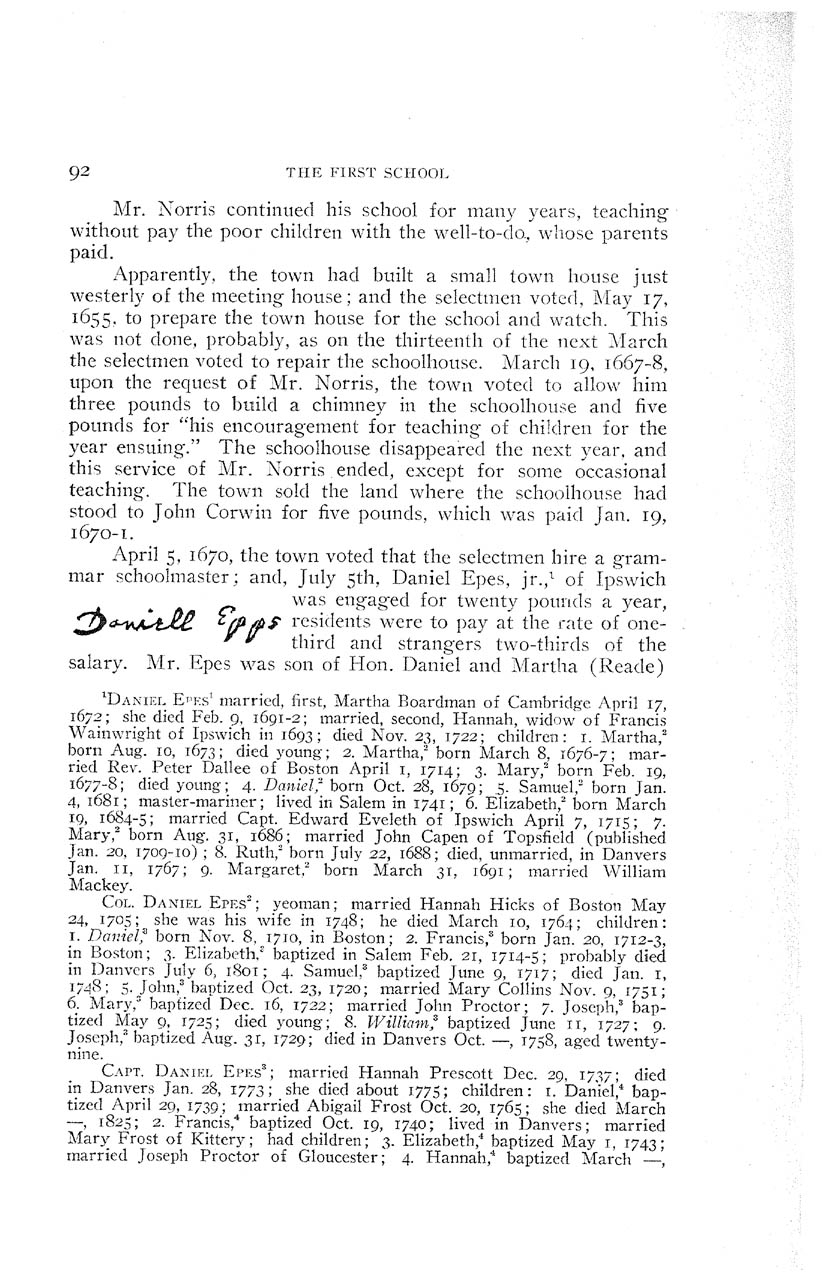 92 THE FIRST SCHOOL
Mr. Norris continued his school for many years, teaching
without pay the poor children with the well-to-do, whose parents
paid.
Apparently, the town had built a small town house just
westerly of the meeting house; and the selectmen voted, May 17,
1655, to prepare the town house for the school and watch. This
was not done, probably, as on the thirteenth of the next March
the selectmen voted to repair the schoolhouse. March 19, 1667-8,
upon the request of Mr. Norris, the town voted to allow him
three pounds to build a chimney in the schoolhouse and five
pounds for "his encouragement for teaching of children for the
year ensuing." The schoolhouse disappeared the next year, and
this service of Mr. Norris ended, except for some occasional
teaching. The town sold the land where the schoolhouse had
stood to John Corwin for five pounds, which was paid Jan. 19,
1670-1.
April 5, 1670, the town voted that the selectmen hire a gram-
mar schoolmaster; and, July 5th, Daniel Epes, jr.,¹ of Ipswich
was engaged for twenty pounds a year,
Daniell Epps residents were to pay at the rate of one-
third and strangers two-thirds of the
salary. Mr. Epes was son of Hon. Daniel and Martha (Reade)
¹DANIEL EPES¹ married, first, Martha Boardman of Cambridge April 17,
1672; she died Feb. 9, 1691-2; married, second, Hannah, widow of Francis
Wainwright of Ipswich in 1693; died Nov. 23, 1722; children: 1. Martha,²
born Aug. 10, 1673; died young; 2. Martha,² born March 8, 1676-7; mar-
ried Rev. Peter Dallee of Boston April 1, 1714; 3. Mary,² born Feb. 19,
1677-8; died young; 4. Daniel,² born Oct. 28, 1679; 5. Samuel,² born Jan.
4, 1681; master-mariner; lived in Salem in 1741; 6. Elizabeth,² born March
19, 1684-5; married Capt. Edward Eveleth of Ipswich April 7, 1715; 7.
Mary,² born Aug. 31, 1686; married John Capen of Topsfield (published
Jan. 20, 1709-10); 8. Ruth,² born July 22, 1688; died, unmarried, in Danvers
Jan. 11, 1767; 9. Margaret,² born March 31, 1691; married William
Mackey.
COL. DANIEL EPES²; yeoman; married Hannah Hicks of Boston May
24, 1705; she was his wife in 1748; he died March 10, 1764; children:
1. Daniel,³ born Nov. 8, 1710, in Boston; 2. Francis,³ born Jan. 20, 1712-3,
in Boston; 3. Elizabeth,³ baptized in Salem Feb. 21, 1714-5; probably died
in Danvers July 6, 1801; 4. Samuel,³ baptized June 9, 1717; died Jan. 1,
1748; 5. John,³ baptized Oct. 23, 1720; married Mary Collins Nov. 9, 1751;
6. Mary,³ baptized Dec. 16, 1722; married John Proctor; 7. Joseph,³ bap-
tized May 9, 1725; died young; 8. William,³ baptized June 11, 1727; 9.
Joseph,³ baptized Aug. 31, 1729; died in Danvers Oct. —, 1758, aged twenty-
nine.
CAPT. DANIEL EPES³; married Hannah Prescott Dec. 29, 1737; died
in Danvers Jan. 28, 1773; she died about 1775; children: 1. Daniel,⁴ bap-
tized April 29, 1739; married Abigail Frost Oct. 20, 1765; she died March
—, 1825; 2. Francis,⁴ baptized Oct. 19, 1740; lived in Danvers; married
Mary Frost of Kittery; had children; 3. Elizabeth,⁴ baptized May 1, 1743;
married Joseph Proctor of Gloucester; 4. Hannah,⁴ baptized March —,